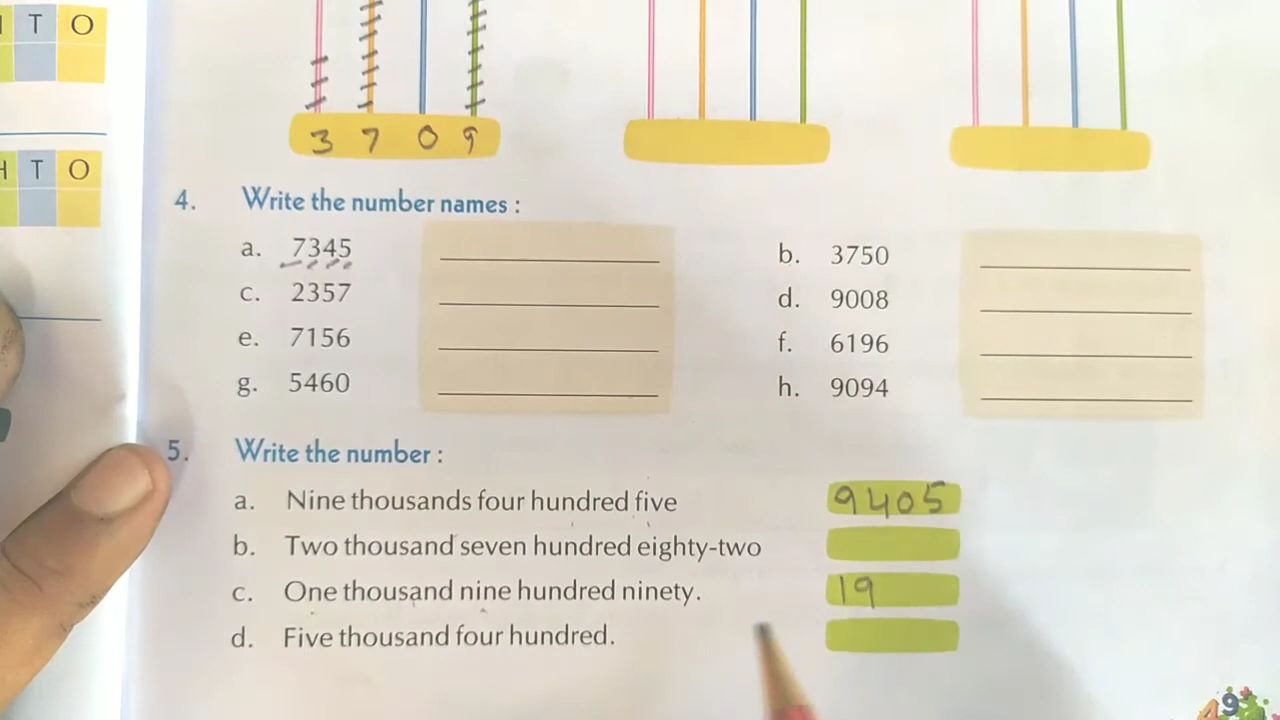 T O
H T O
3 7 0 9
4. Write the number names :
a. 7345
b. 3750
c. 2357
d. 9008
e. 7156
f. 6196
g. 5460
h. 9094
5. Write the number :
a. Nine thousands four hundred five 9405
b. Two thousand seven hundred eighty-two
c. One thousand nine hundred ninety. 19
d. Five thousand four hundred.
49